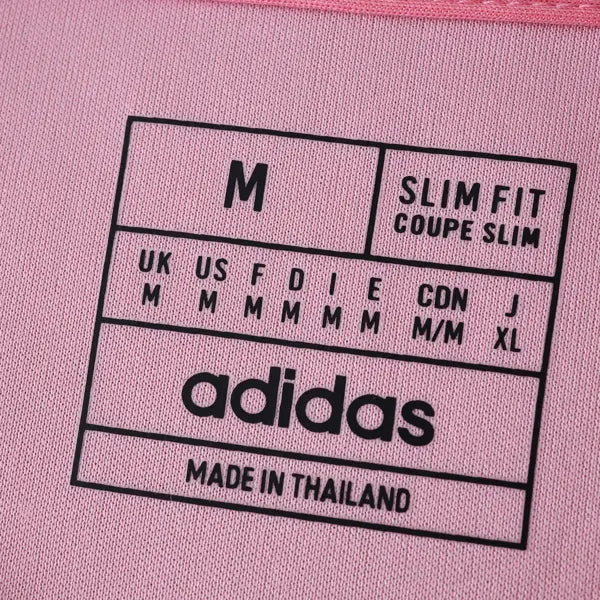 M
SLIM FIT
COUPE SLIM
UK US F D I E CDN J
M M M M M M M/M XL
adidas
MADE IN THAILAND